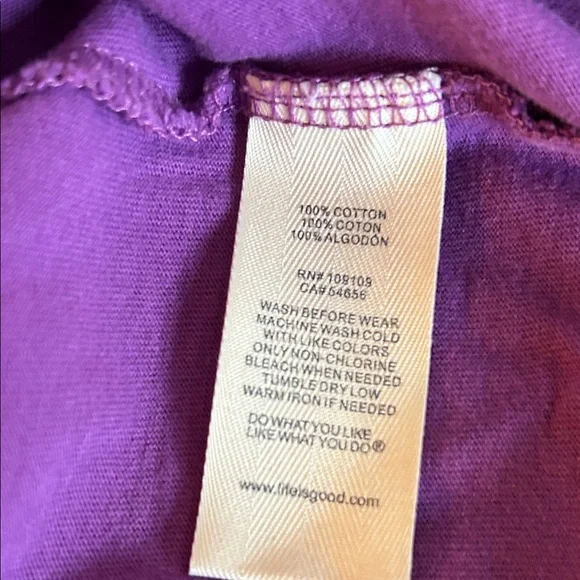 100% COTTON
100% COTON
100% ALGODÓN
RN# 109109
CA# 54656
WASH BEFORE WEAR
MACHINE WASH COLD
WITH LIKE COLORS
ONLY NON-CHLORINE
BLEACH WHEN NEEDED
TUMBLE DRY LOW
WARM IRON IF NEEDED
DO WHAT YOU LIKE
LIKE WHAT YOU DO®
www.lifeisgood.com